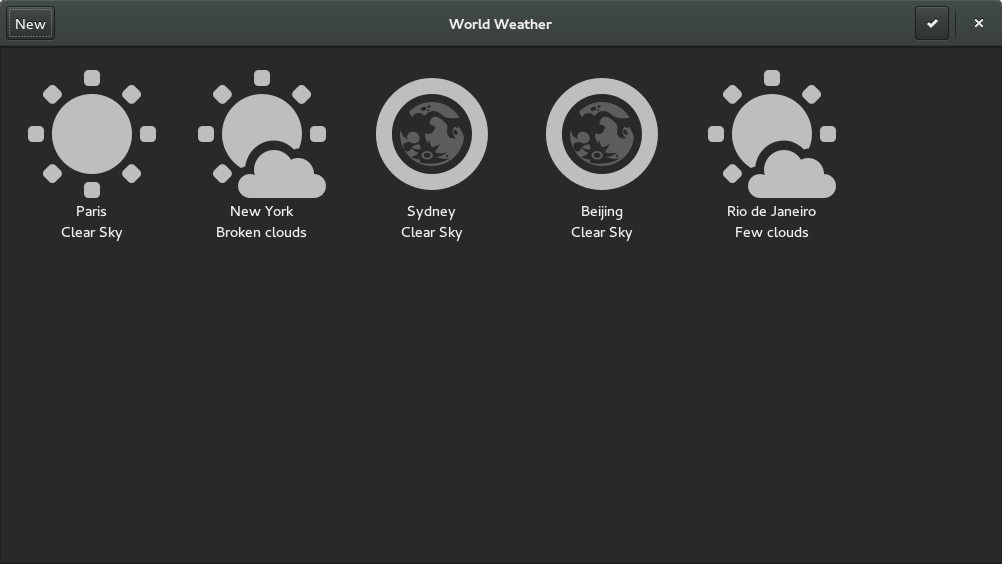 New
World Weather
Paris
Clear Sky
New York
Broken clouds
Sydney
Clear Sky
Beijing
Clear Sky
Rio de Janeiro
Few clouds